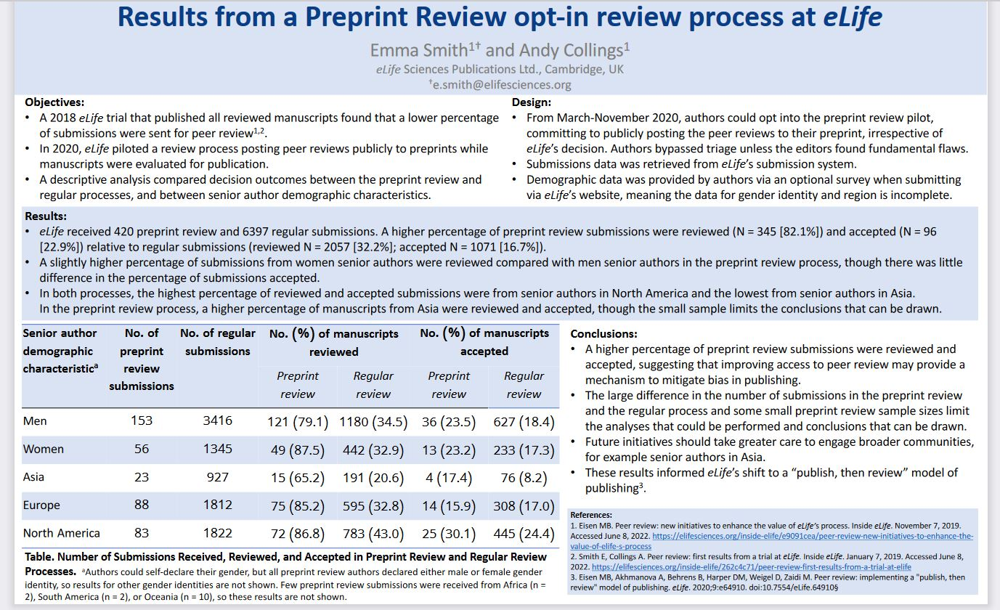 Results from a Preprint Review opt-in review process at eLife
Emma Smith1† and Andy Collings1
eLife Sciences Publications Ltd., Cambridge, UK
†e.smith@elifesciences.org
Objectives:
• A 2018 eLife trial that published all reviewed manuscripts found that a lower percentage
of submissions were sent for peer review1,2.
• In 2020, eLife piloted a review process posting peer reviews publicly to preprints while
manuscripts were evaluated for publication.
• A descriptive analysis compared decision outcomes between the preprint review and
regular processes, and between senior author demographic characteristics.
Design:
• From March-November 2020, authors could opt into the preprint review pilot,
committing to publicly posting the peer reviews to their preprint, irrespective of
eLife’s decision. Authors bypassed triage unless the editors found fundamental flaws.
• Submissions data was retrieved from eLife’s submission system.
• Demographic data was provided by authors via an optional survey when submitting
via eLife’s website, meaning the data for gender identity and region is incomplete.
Results:
• eLife received 420 preprint review and 6397 regular submissions. A higher percentage of preprint review submissions were reviewed (N = 345 [82.1%]) and accepted (N = 96
[22.9%]) relative to regular submissions (reviewed N = 2057 [32.2%]; accepted N = 1071 [16.7%]).
• A slightly higher percentage of submissions from women senior authors were reviewed compared with men senior authors in the preprint review process, though there was little
difference in the percentage of submissions accepted.
• In both processes, the highest percentage of reviewed and accepted submissions were from senior authors in North America and the lowest from senior authors in Asia.
In the preprint review process, a higher percentage of manuscripts from Asia were reviewed and accepted, though the small sample limits the conclusions that can be drawn.
Senior author
demographic
characteristica
No. of
preprint
review
submissions
No. of regular
submissions
No. (%) of manuscripts
reviewed
No. (%) of manuscripts
accepted
Preprint
review
Regular
review
Preprint
review
Regular
review
Men 153 3416 121 (79.1) 1180 (34.5) 36 (23.5) 627 (18.4)
Women 56 1345 49 (87.5) 442 (32.9) 13 (23.2) 233 (17.3)
Asia 23 927 15 (65.2) 191 (20.6) 4 (17.4) 76 (8.2)
Europe 88 1812 75 (85.2) 595 (32.8) 14 (15.9) 308 (17.0)
North America 83 1822 72 (86.8) 783 (43.0) 25 (30.1) 445 (24.4)
Table. Number of Submissions Received, Reviewed, and Accepted in Preprint Review and Regular Review
Processes. aAuthors could self-declare their gender, but all preprint review authors declared either male or female gender
identity, so results for other gender identities are not shown. Few preprint review submissions were received from Africa (n =
2), South America (n = 2), or Oceania (n = 10), so these results are not shown.
Conclusions:
• A higher percentage of preprint review submissions were reviewed and
accepted, suggesting that improving access to peer review may provide a
mechanism to mitigate bias in publishing.
• The large difference in the number of submissions in the preprint review
and the regular process and some small preprint review sample sizes limit
the analyses that could be performed and conclusions that can be drawn.
• Future initiatives should take greater care to engage broader communities,
for example senior authors in Asia.
• These results informed eLife’s shift to a “publish, then review” model of
publishing3.
References:
1. Eisen MB. Peer review: new initiatives to enhance the value of eLife’s process. Inside eLife. November 7, 2019.
Accessed June 8, 2022. https://elifesciences.org/inside-elife/e9091cea/peer-review-new-initiatives-to-enhance-the-
value-of-elife-s-process
2. Smith E, Collings A. Peer review: first results from a trial at eLife. Inside eLife. January 7, 2019. Accessed June 8,
2022. https://elifesciences.org/inside-elife/262c4c71/peer-review-first-results-from-a-trial-at-elife
3. Eisen MB, Akhmanova A, Behrens B, Harper DM, Weigel D, Zaidi M. Peer review: implementing a "publish, then
review" model of publishing. eLife. 2020;9:e64910. doi:10.7554/eLife.64910§